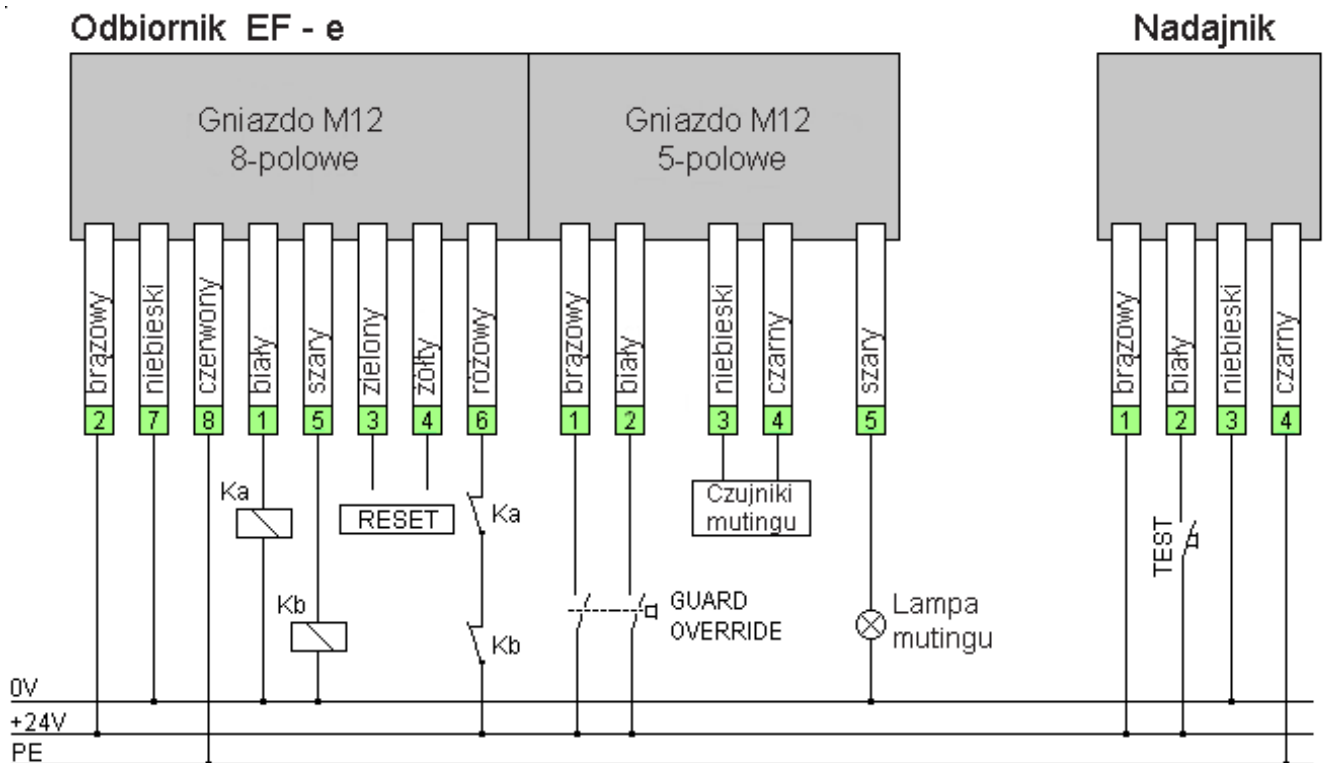 Odbiornik EF - e
Nadajnik
Gniazdo M12
8-polowe
Gniazdo M12
5-polowe
brązowy
niebieski
czerwony
biały
szary
zielony
żółty
różowy
brązowy
biały
niebieski
czarny
szary
brązowy
biały
niebieski
czarny
2 7 8 1 5 3 4 6 1 2 3 4 5 1 2 3 4
Ka
RESET
Ka
Czujniki
mutingu
TEST
Kb
Kb
GUARD
OVERRIDE
Lampa
mutingu
0V
+24V
PE